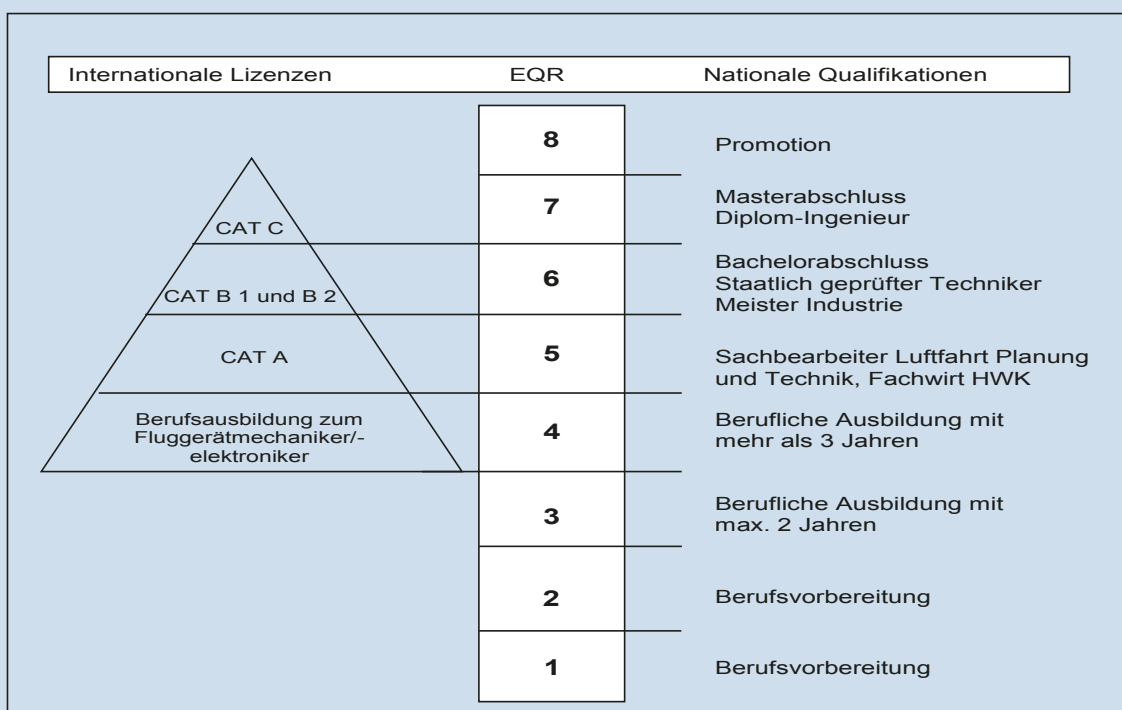 Internationale Lizenzen EQR Nationale Qualifikationen
8 Promotion
7 Masterabschluss
Diplom-Ingenieur
CAT C
6 Bachelorabschluss
Staatlich geprüfter Techniker
Meister Industrie
CAT B 1 und B 2
CAT A
5 Sachbearbeiter Luftfahrt Planung
und Technik, Fachwirt HWK
Berufsausbildung zum
Fluggerätmechaniker/-
elektroniker
4 Berufliche Ausbildung mit
mehr als 3 Jahren
3 Berufliche Ausbildung mit
max. 2 Jahren
2 Berufsvorbereitung
1 Berufsvorbereitung